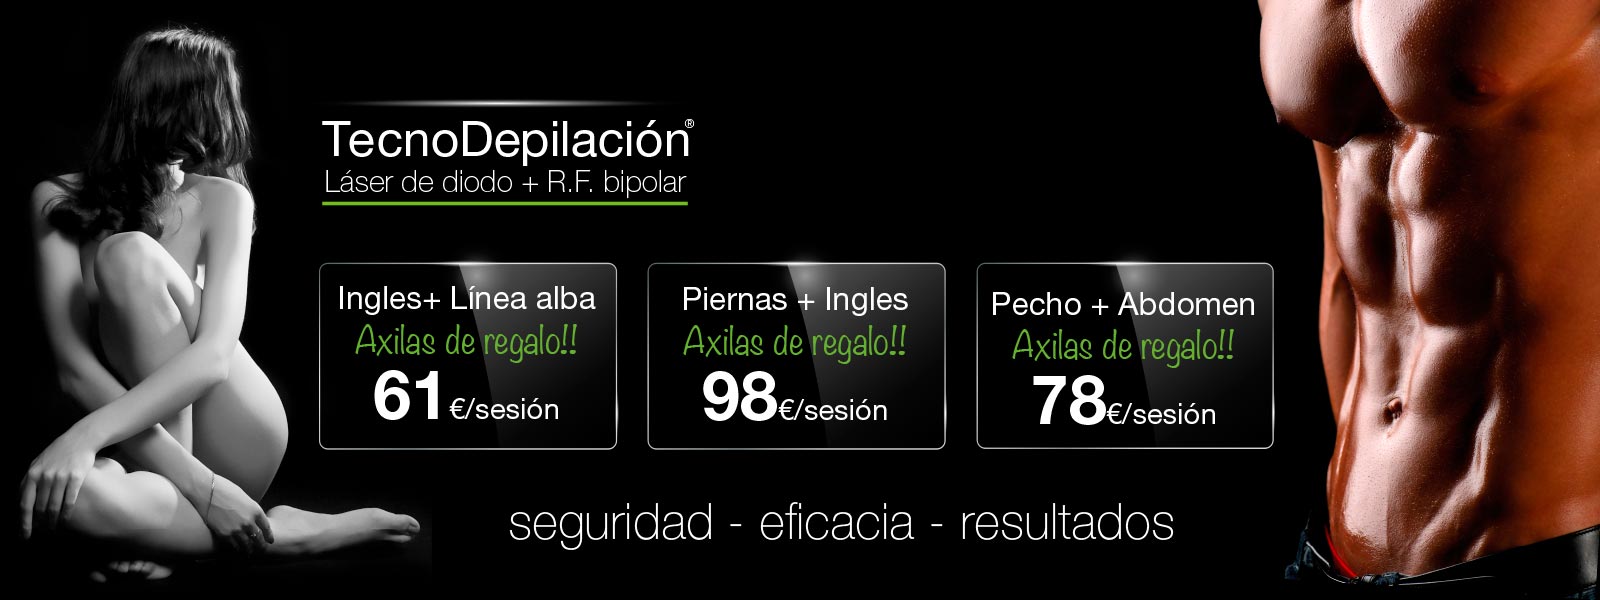 TecnoDepilación®
Láser de diodo + R.F. bipolar
Ingles+ Línea alba
Axilas de regalo!!
61€/sesión
Piernas + Ingles
Axilas de regalo!!
98€/sesión
Pecho + Abdomen
Axilas de regalo!!
78€/sesión
seguridad - eficacia - resultados